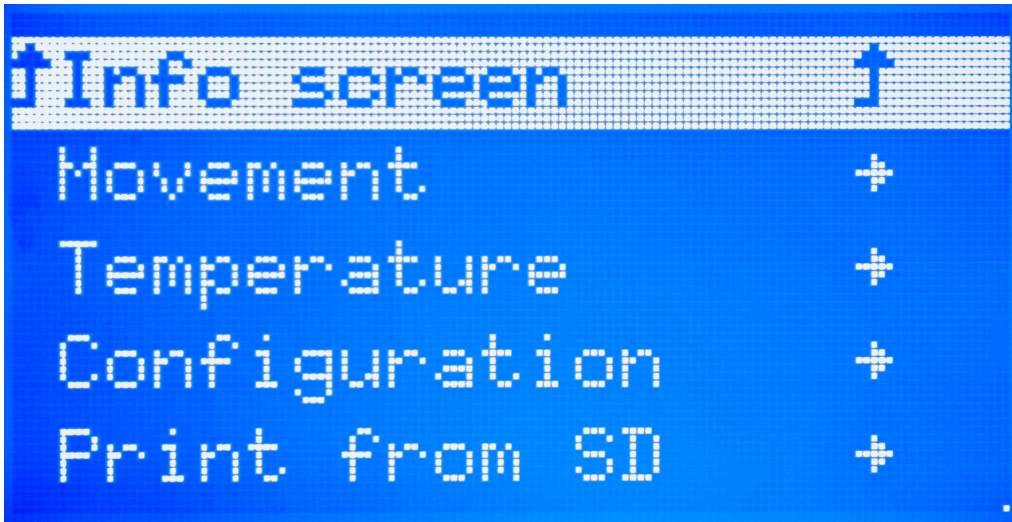 Info screen
Movement
Temperature
Configuration
Print from SD